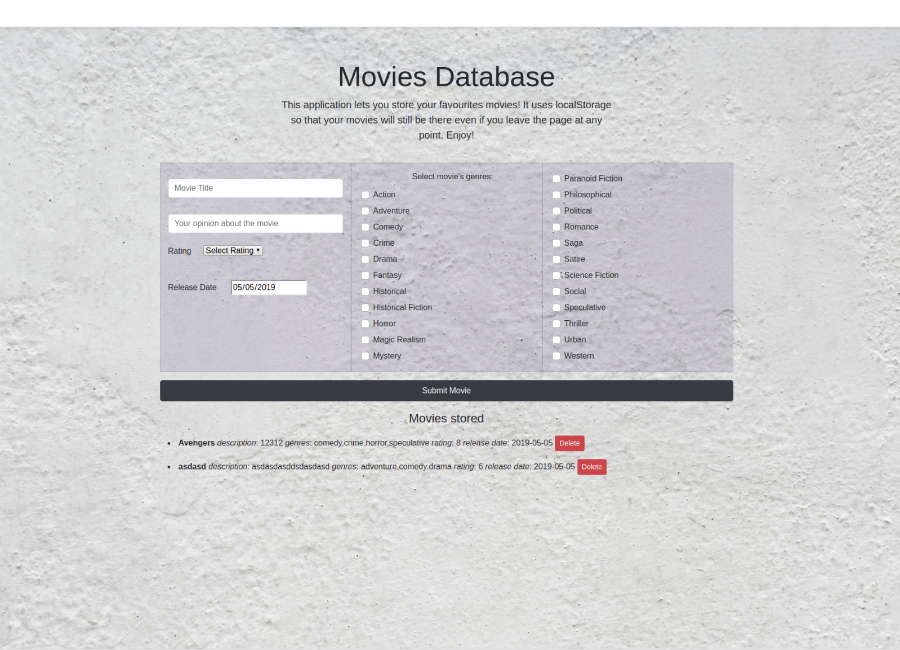 Movies Database
This application lets you store your favourites movies! It uses localStorage
so that your movies will still be there even if you leave the page at any
point. Enjoy!
Movie Title
Your opinion about the movie
Rating Select Rating
Release Date 05/05/2019
Select movie's genres:
Action
Adventure
Comedy
Crime
Drama
Fantasy
Historical
Historical Fiction
Horror
Magic Realism
Mystery
Paranoid Fiction
Philosophical
Political
Romance
Saga
Satire
Science Fiction
Social
Speculative
Thriller
Urban
Western
Submit Movie
Movies stored
Avengers description: 12312 genres: comedy,crime,horror,speculative rating: 8 release date: 2019-05-05 Delete
asdasd description: asdasdasddsdasdasd genres: adventure,comedy,drama rating: 6 release date: 2019-05-05 Delete